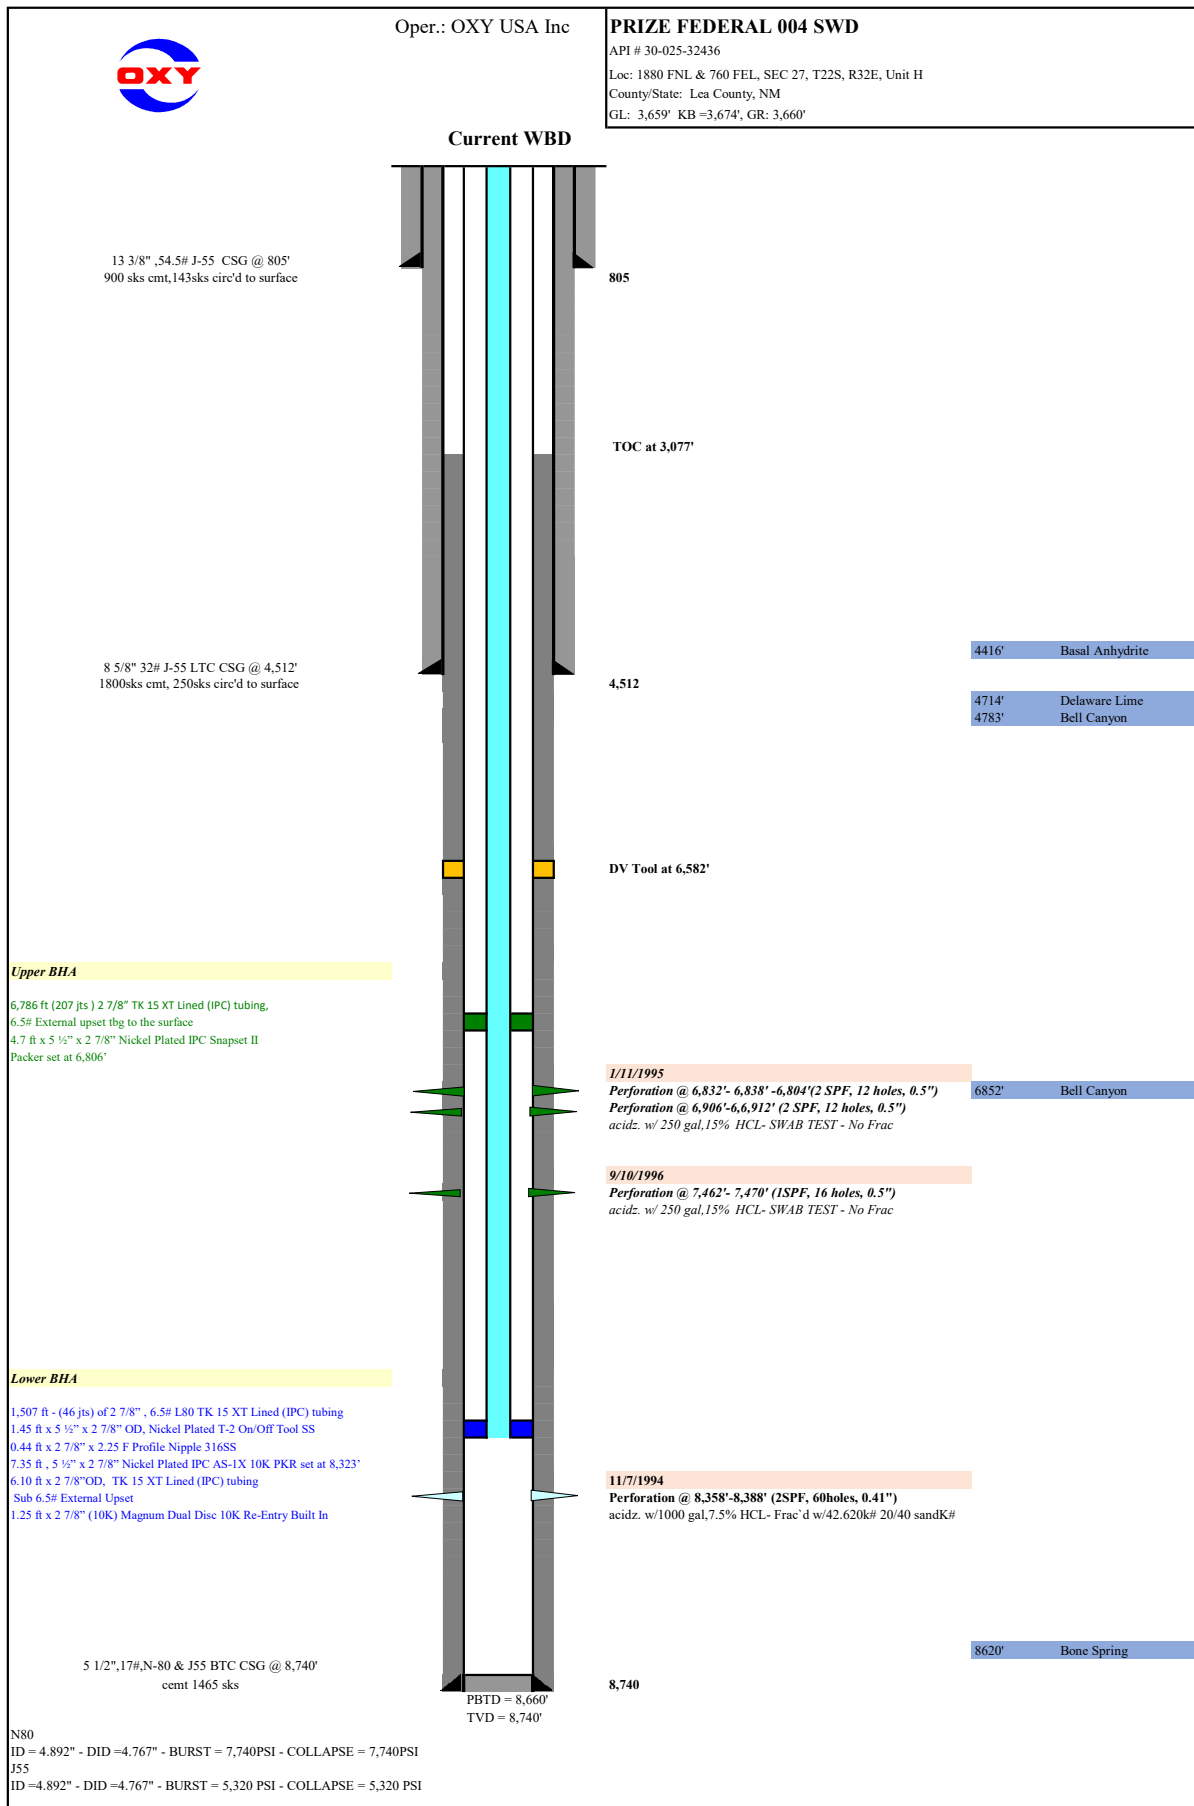 Oper.: OXY USA Inc
PRIZE FEDERAL 004 SWD
API # 30-025-32436
Loc: 1880 FNL & 760 FEL, SEC 27, T22S, R32E, Unit H
County/State: Lea County, NM
GL: 3,659' KB =3,674', GR: 3,660'
OXY
Current WBD
13 3/8" ,54.5# J-55 CSG @ 805'
900 sks cmt,143sks circ'd to surface
805
TOC at 3,077'
4416' Basal Anhydrite
8 5/8" 32# J-55 LTC CSG @ 4,512'
1800sks cmt, 250sks circ'd to surface
4,512
4714' Delaware Lime
4783' Bell Canyon
DV Tool at 6,582'
Upper BHA
6,786 ft (207 jts ) 2 7/8" TK 15 XT Lined (IPC) tubing,
6.5# External upset tbg to the surface
4.7 ft x 5 ½" x 2 7/8" Nickel Plated IPC Snapset II
Packer set at 6,806'
1/11/1995
Perforation @ 6,832'- 6,838' -6,804'(2 SPF, 12 holes, 0.5")
6852' Bell Canyon
Perforation @ 6,906'-6,6,912' (2 SPF, 12 holes, 0.5")
acidz. w/ 250 gal,15% HCL- SWAB TEST - No Frac
9/10/1996
Perforation @ 7,462'- 7,470' (1SPF, 16 holes, 0.5")
acidz. w/ 250 gal,15% HCL- SWAB TEST - No Frac
Lower BHA
1,507 ft - (46 jts) of 2 7/8" , 6.5# L80 TK 15 XT Lined (IPC) tubing
1.45 ft x 5 ½" x 2 7/8" OD, Nickel Plated T-2 On/Off Tool SS
0.44 ft x 2 7/8" x 2.25 F Profile Nipple 316SS
7.35 ft , 5 ½" x 2 7/8" Nickel Plated IPC AS-1X 10K PKR set at 8,323'
6.10 ft x 2 7/8"OD, TK 15 XT Lined (IPC) tubing
Sub 6.5# External Upset
1.25 ft x 2 7/8" (10K) Magnum Dual Disc 10K Re-Entry Built In
11/7/1994
Perforation @ 8,358'-8,388' (2SPF, 60holes, 0.41")
acidz. w/1000 gal,7.5% HCL- Frac`d w/42.620k# 20/40 sandK#
8620' Bone Spring
5 1/2",17#,N-80 & J55 BTC CSG @ 8,740'
cemt 1465 sks
8,740
PBTD = 8,660'
TVD = 8,740'
N80
ID = 4.892" - DID =4.767" - BURST = 7,740PSI - COLLAPSE = 7,740PSI
J55
ID =4.892" - DID =4.767" - BURST = 5,320 PSI - COLLAPSE = 5,320 PSI